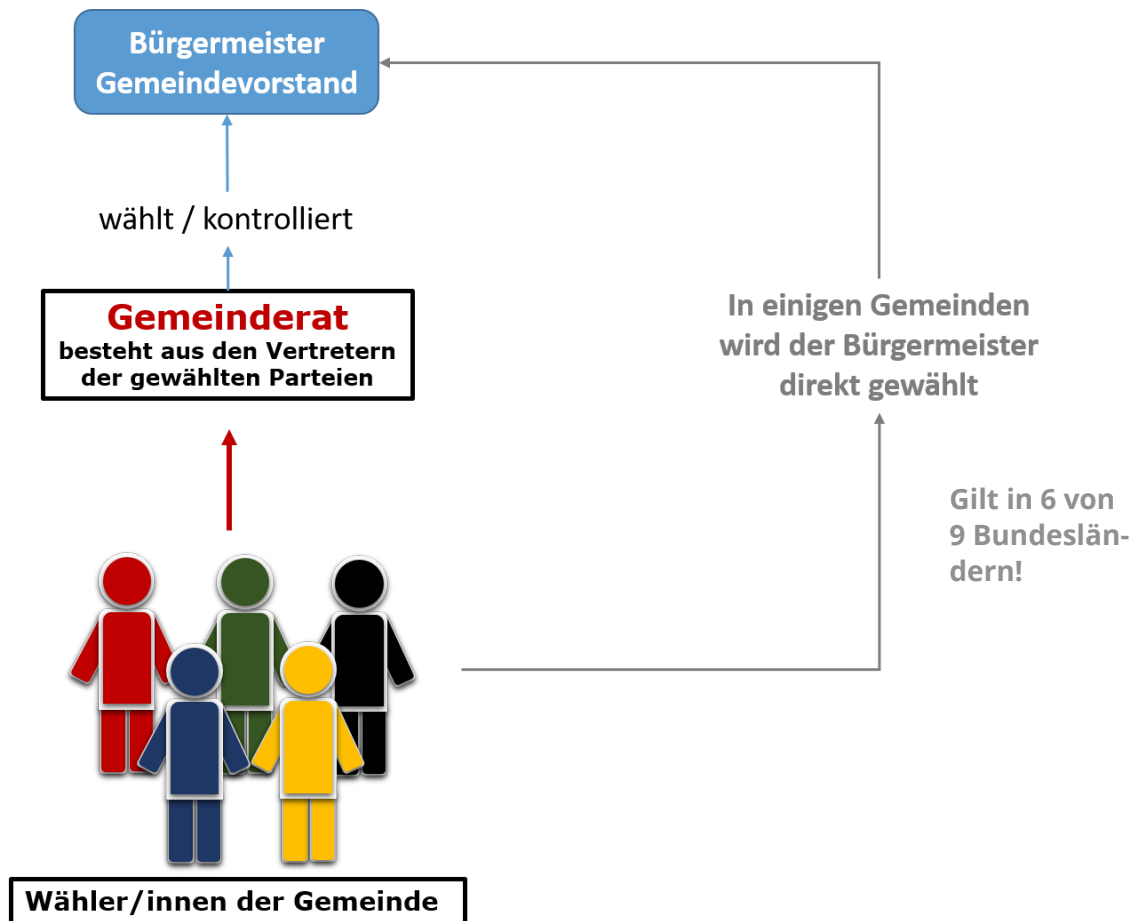 Bürgermeister
Gemeindevorstand
wählt / kontrolliert
Gemeinderat
besteht aus den Vertretern
der gewählten Parteien
In einigen Gemeinden
wird der Bürgermeister
direkt gewählt
Gilt in 6 von
9 Bundeslän-
dern!
Wähler/innen der Gemeinde